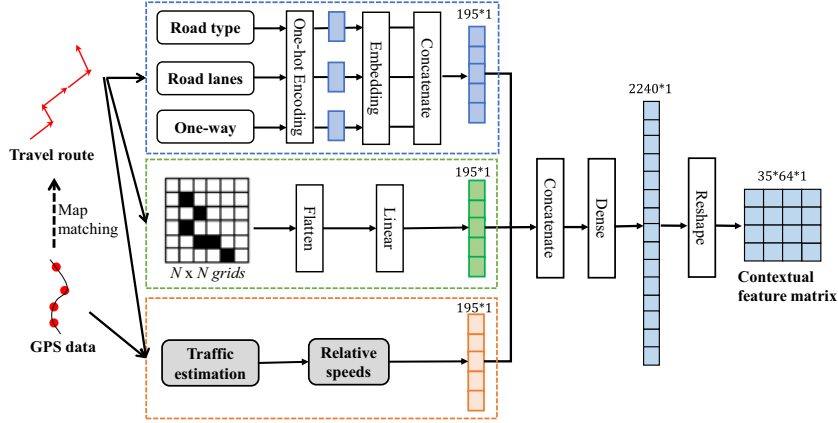 Road type
Road lanes
One-way
One-hot Encoding
Embedding
Concatenate
195*1
Travel route
Map
matching
GPS data
N x N grids
Flatten
Linear
195*1
Traffic
estimation
Relative
speeds
195*1
Concatenate
Dense
2240*1
Reshape
35*64*1
Contextual
feature matrix